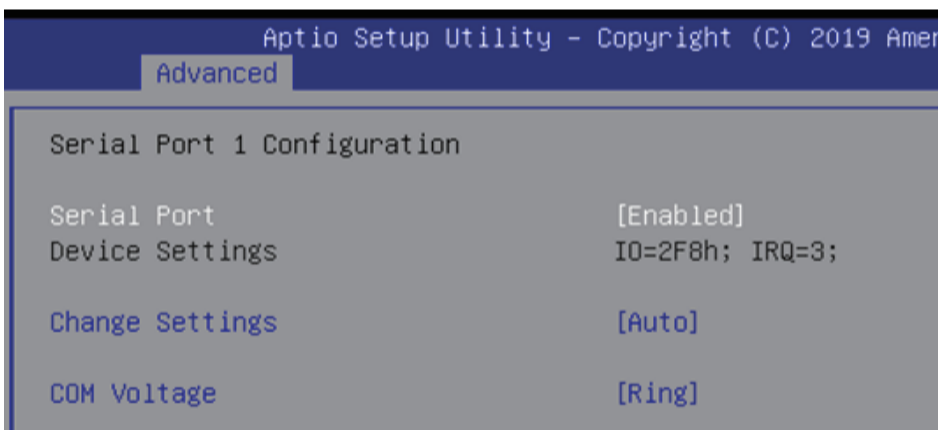 Aptio Setup Utility – Copyright (C) 2019 Amer
Advanced
Serial Port 1 Configuration
Serial Port [Enabled]
Device Settings IO=2F8h; IRQ=3;
Change Settings [Auto]
COM Voltage [Ring]